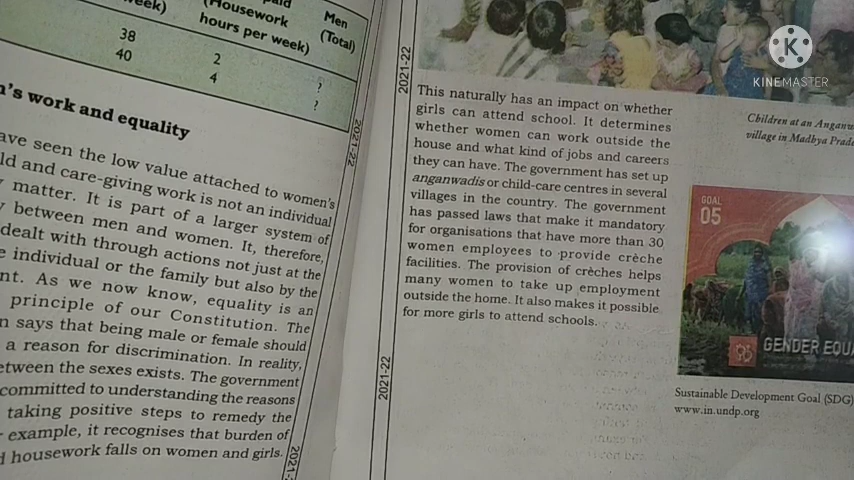 week)
(Housework
hours per week)
Men
(Total)
38
2
?
40
4
?
n's work and equality
ave seen the low value attached to women's
ld and care-giving work is not an individual
y matter. It is part of a larger system of
y between men and women. It, therefore,
dealt with through actions not just at the
e individual or the family but also by the
nt. As we now know, equality is an
principle of our Constitution. The
n says that being male or female should
a reason for discrimination. In reality,
etween the sexes exists. The government
committed to understanding the reasons
taking positive steps to remedy the
example, it recognises that burden of
d housework falls on women and girls.
2021-22
2021-
2021-22
2021-22
This naturally has an impact on whether
girls can attend school. It determines
whether women can work outside the
house and what kind of jobs and careers
they can have. The government has set up
anganwadis or child-care centres in several
villages in the country. The government
has passed laws that make it mandatory
for organisations that have more than 30
women employees to provide crèche
facilities. The provision of crèches helps
many women to take up employment
outside the home. It also makes it possible
for more girls to attend schools.
KINEMASTER
Children at an Anganw
village in Madhya Prade
GOAL
05
GENDER EQUA
Sustainable Development Goal (SDG)
www.in.undp.org